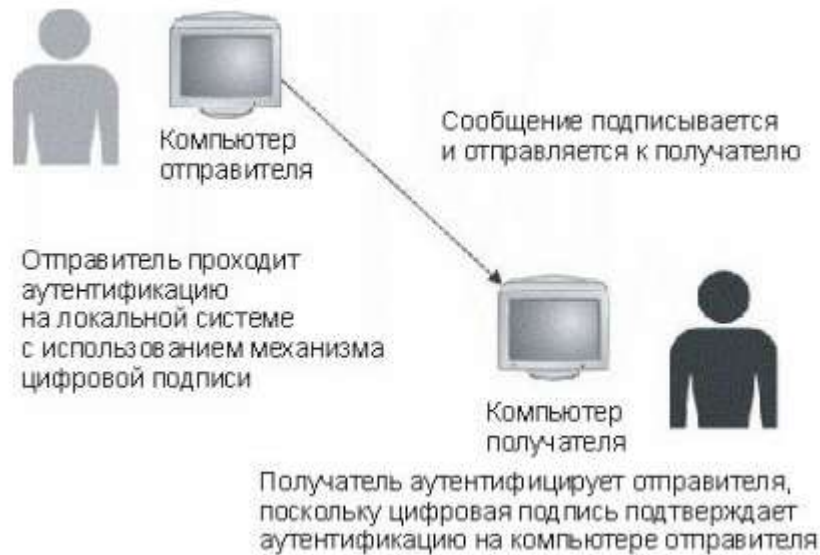 Компьютер
отправителя
Сообщение подписывается
и отправляется к получателю
Отправитель проходит
аутентификацию
на локальной системе
с использованием механизма
цифровой подписи
Компьютер
получателя
Получатель аутентифицирует отправителя,
поскольку цифровая подпись подтверждает
аутентификацию на компьютере отправителя